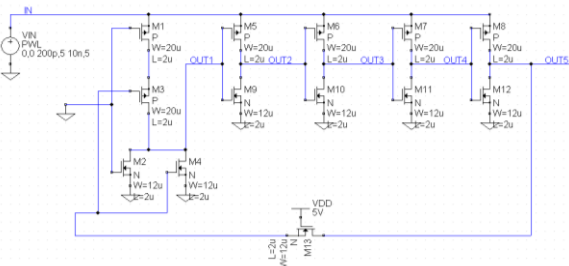 IN
VIN
PWL
0,0 200p,5 10n,5
M1
P
W=20u
L=2u
M3
P
W=20u
L=2u
M2
N
W=12u
L=2u
M4
N
W=12u
L=2u
OUT1
M5
P
W=20u
L=2u
M9
N
W=12u
L=2u
OUT2
M6
P
W=20u
L=2u
M10
N
W=12u
L=2u
OUT3
M7
P
W=20u
L=2u
M11
N
W=12u
L=2u
OUT4
M8
P
W=20u
L=2u
M12
N
W=12u
L=2u
OUT5
VDD
5V
M13
N
W=12u
L=2u